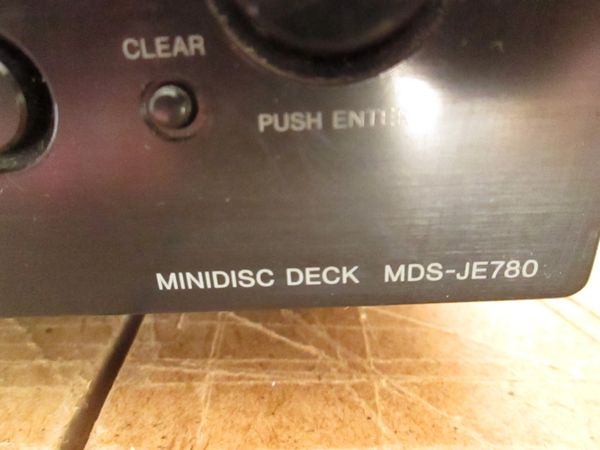 CLEAR
PUSH ENTER
MINIDISC DECK MDS-JE780